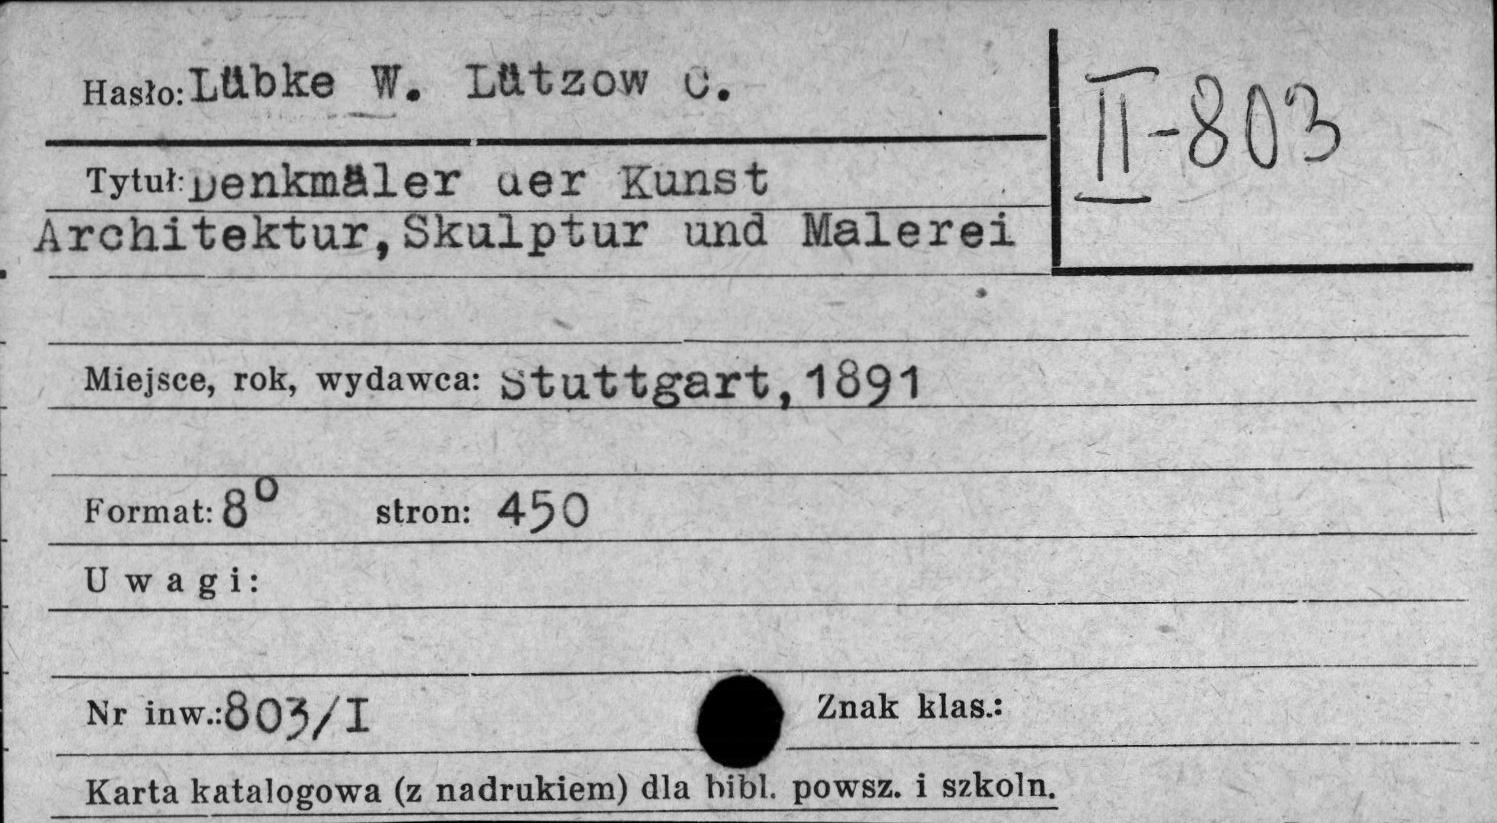 Hasło: Lübke W. Lützow C.
II-803
Tytuł: Denkmäler der Kunst
Architektur, Skulptur und Malerei
Miejsce, rok, wydawca: Stuttgart, 1891
Format: 8° stron: 450
Uwagi:
Nr inw.: 803/I Znak klas.:
Karta katalogowa (z nadrukiem) dla bibl. powsz. i szkoln.